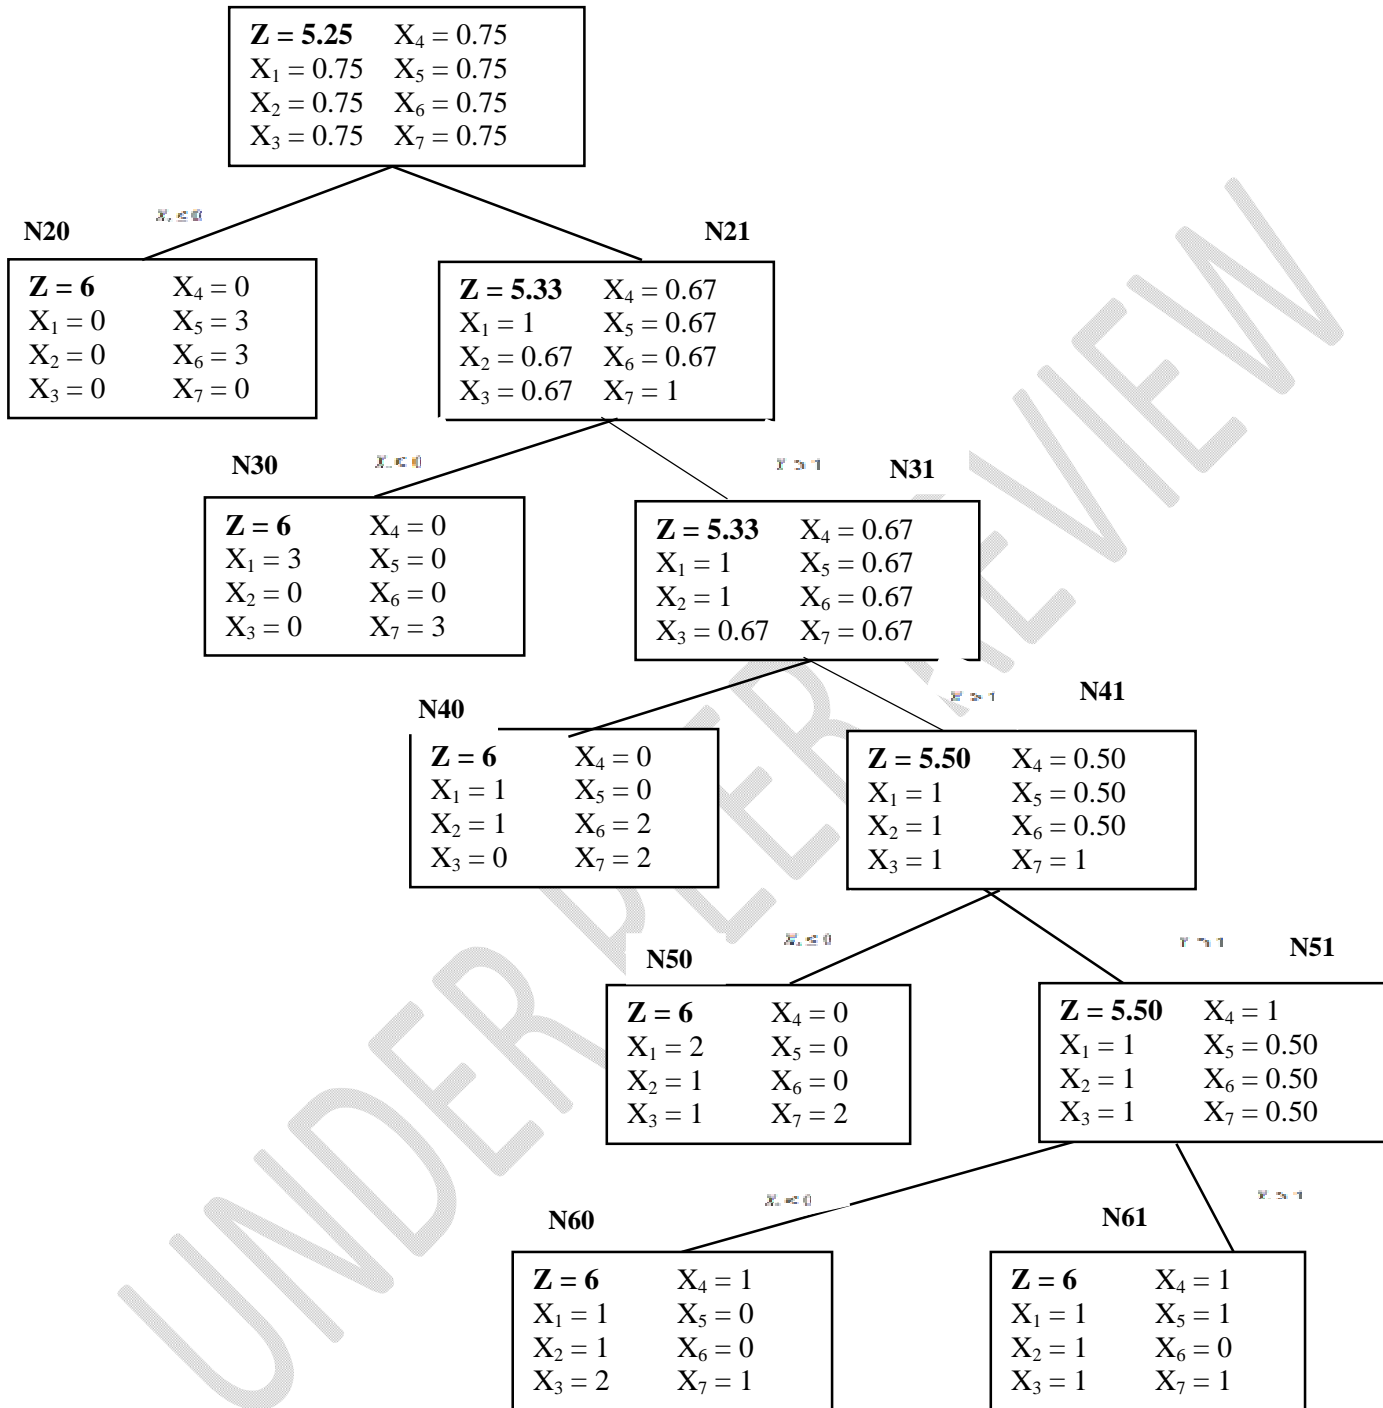 Z = 5.25 X₄ = 0.75
X₁ = 0.75 X₅ = 0.75
X₂ = 0.75 X₆ = 0.75
X₃ = 0.75 X₇ = 0.75
≤ 0
N20
N21
Z = 6 X₄ = 0
X₁ = 0 X₅ = 3
X₂ = 0 X₆ = 3
X₃ = 0 X₇ = 0
Z = 5.33 X₄ = 0.67
X₁ = 1 X₅ = 0.67
X₂ = 0.67 X₆ = 0.67
X₃ = 0.67 X₇ = 1
N30
≤ 0
N31
Z = 6 X₄ = 0
X₁ = 3 X₅ = 0
X₂ = 0 X₆ = 0
X₃ = 0 X₇ = 3
Z = 5.33 X₄ = 0.67
X₁ = 1 X₅ = 0.67
X₂ = 1 X₆ = 0.67
X₃ = 0.67 X₇ = 0.67
N40
N41
Z = 6 X₄ = 0
X₁ = 1 X₅ = 0
X₂ = 1 X₆ = 2
X₃ = 0 X₇ = 2
Z = 5.50 X₄ = 0.50
X₁ = 1 X₅ = 0.50
X₂ = 1 X₆ = 0.50
X₃ = 1 X₇ = 1
N50
≤ 0
N51
Z = 6 X₄ = 0
X₁ = 2 X₅ = 0
X₂ = 1 X₆ = 0
X₃ = 1 X₇ = 2
Z = 5.50 X₄ = 1
X₁ = 1 X₅ = 0.50
X₂ = 1 X₆ = 0.50
X₃ = 1 X₇ = 0.50
N60
≤ 0
N61
Z = 6 X₄ = 1
X₁ = 1 X₅ = 0
X₂ = 1 X₆ = 0
X₃ = 2 X₇ = 1
Z = 6 X₄ = 1
X₁ = 1 X₅ = 1
X₂ = 1 X₆ = 0
X₃ = 1 X₇ = 1
UNDER PEER REVIEW